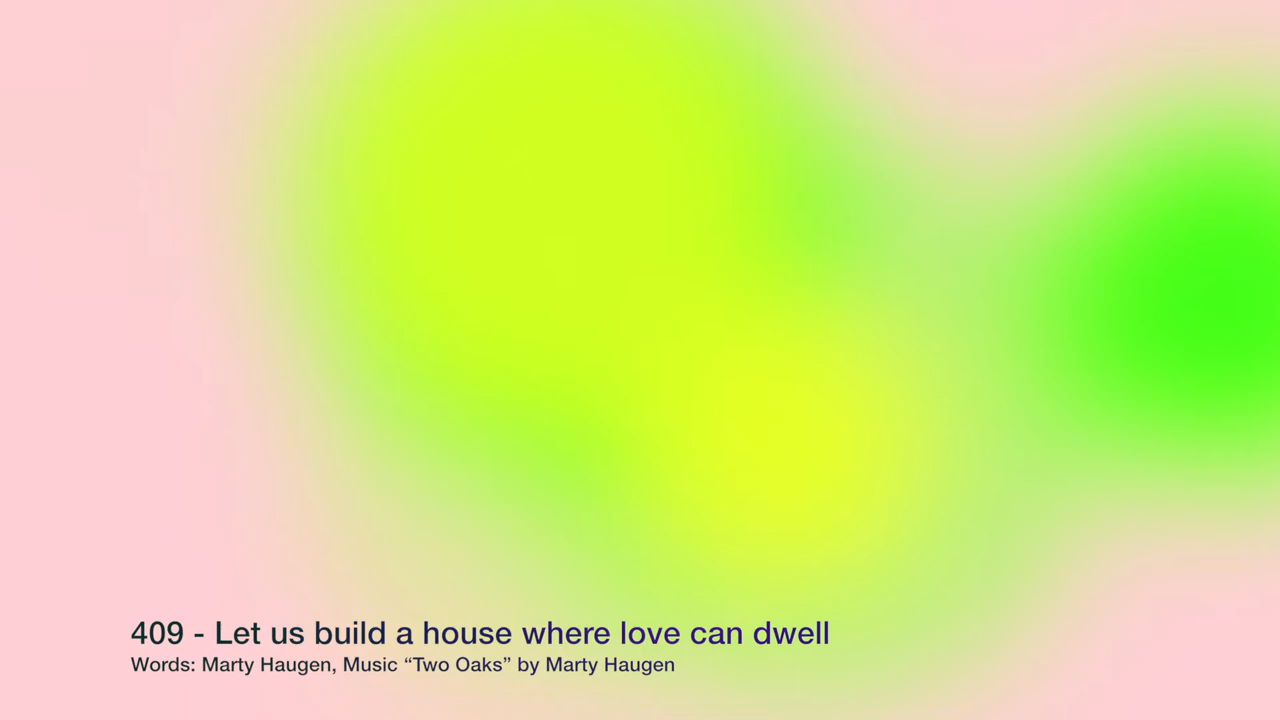 409 - Let us build a house where love can dwell
Words: Marty Haugen, Music “Two Oaks” by Marty Haugen